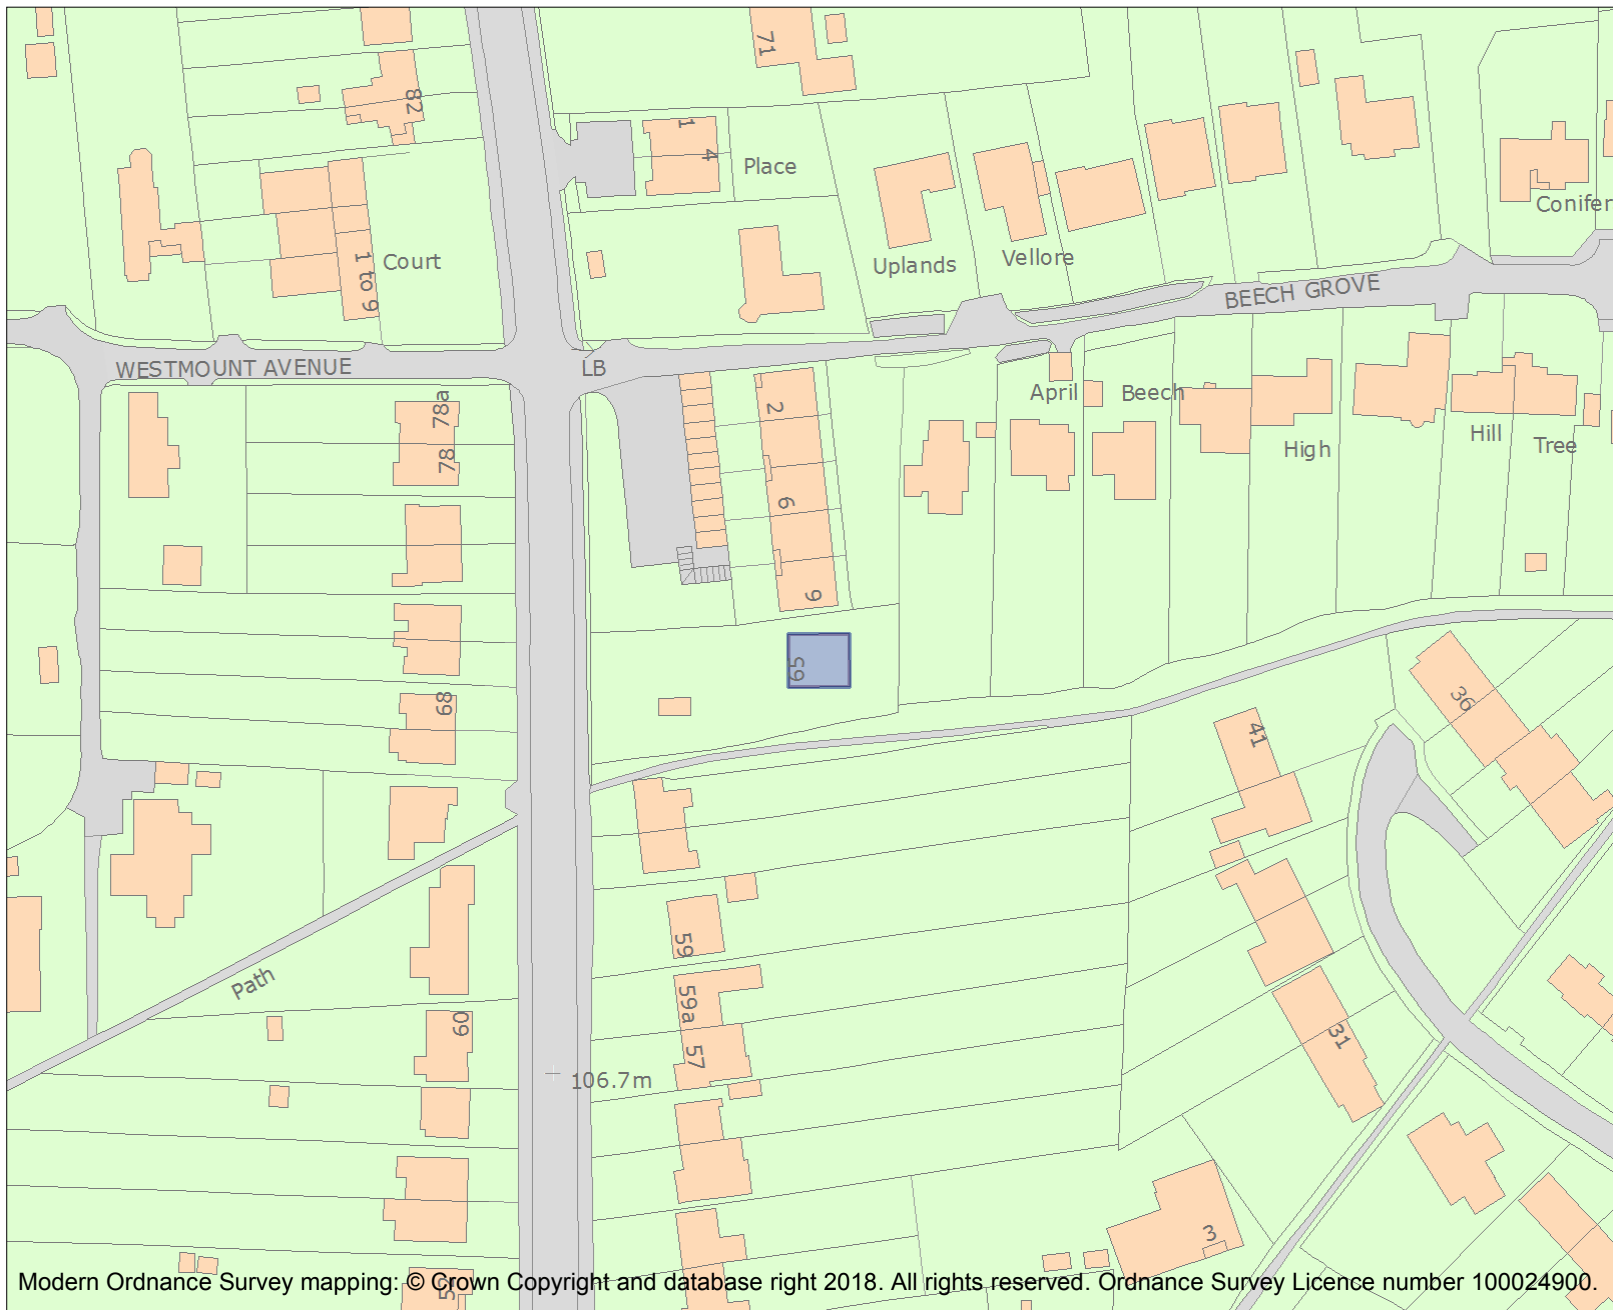 71
82
1
4
Place
Conifer
Court
1 to 9
Uplands
Vellore
BEECH GROVE
WESTMOUNT AVENUE
LB
April
Beech
78a
2
78
High
Hill
Tree
6
9
65
68
36
41
59
Path
59a
60
57
31
106.7m
3
Modern Ordnance Survey mapping: © Crown Copyright and database right 2018. All rights reserved. Ordnance Survey Licence number 100024900.